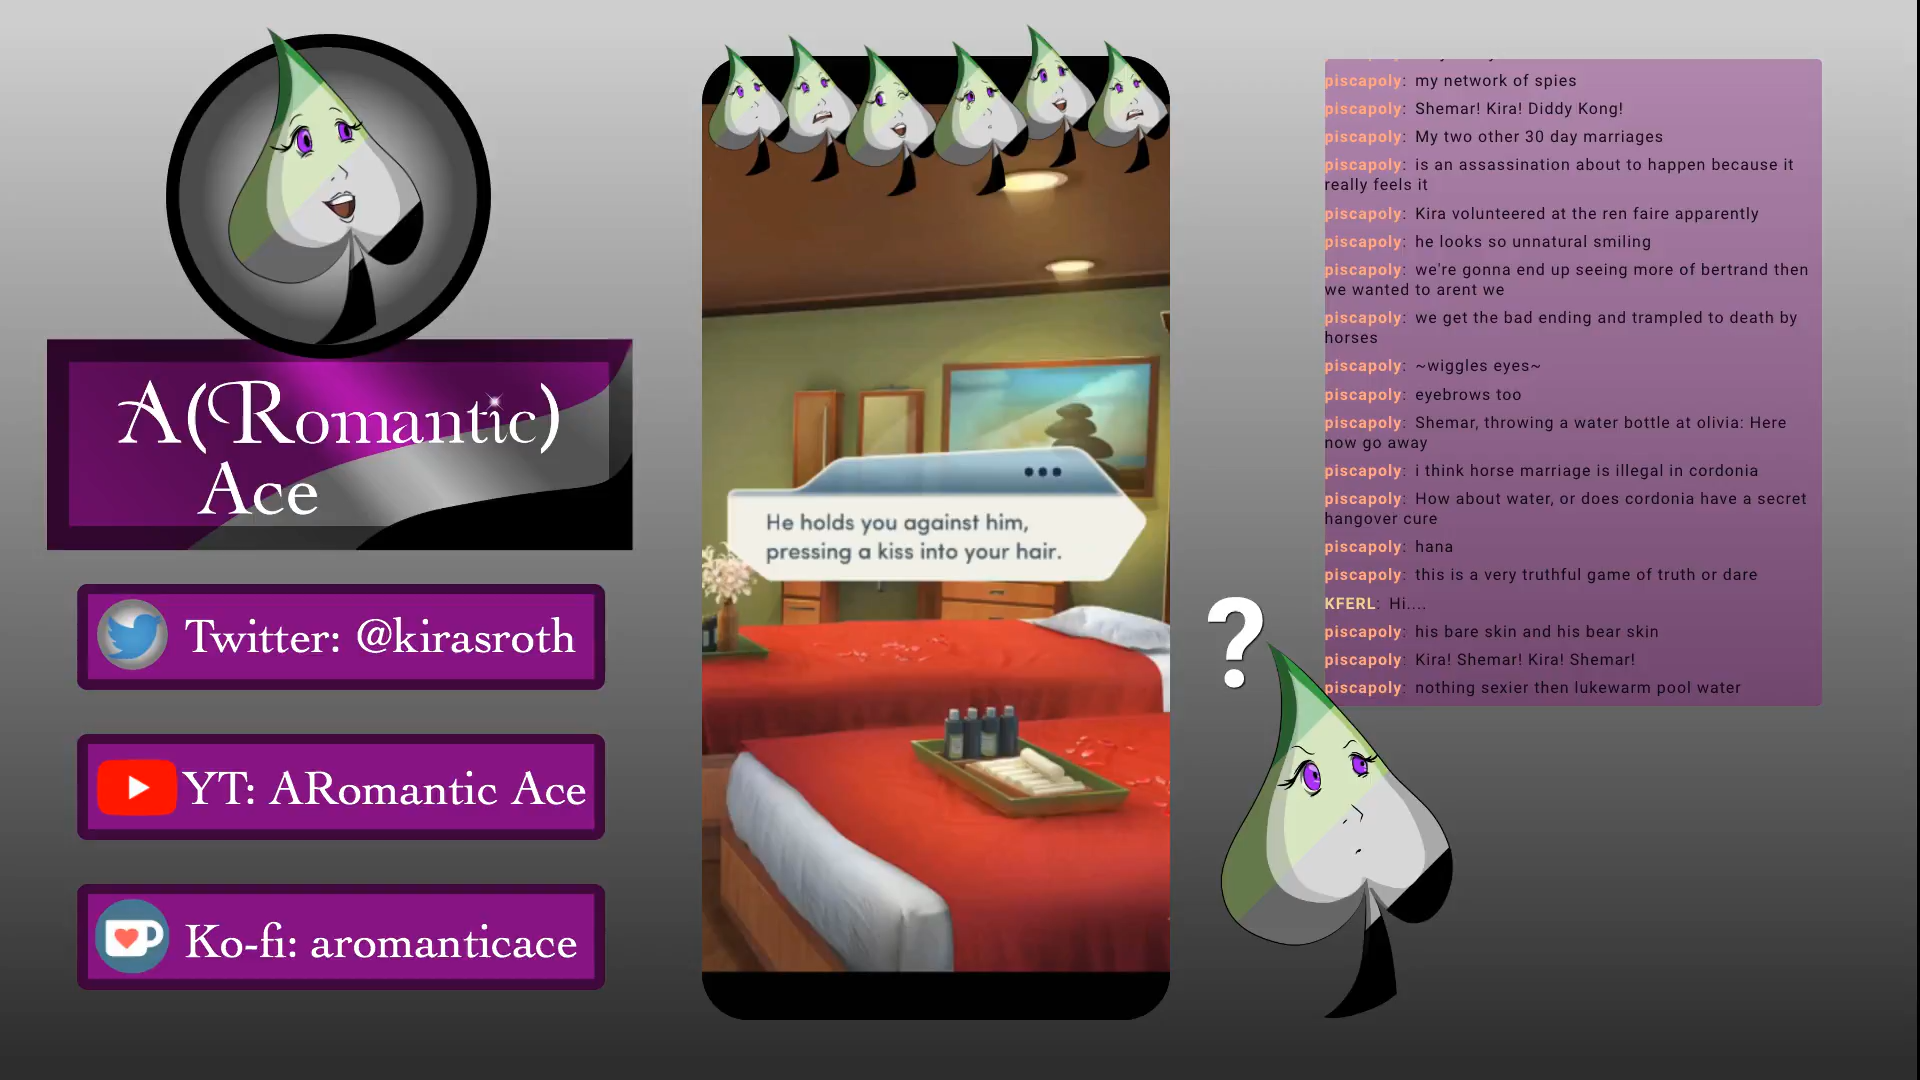 A(Romantic)
Ace
Twitter: @kirasroth
YT: ARomantic Ace
Ko-fi: aromanticace
He holds you against him,
pressing a kiss into your hair.
?
piscapoly: my network of spies
piscapoly: Shemar! Kira! Diddy Kong!
piscapoly: My two other 30 day marriages
piscapoly: is an assassination about to happen because it
really feels it
piscapoly: Kira volunteered at the ren faire apparently
piscapoly: he looks so unnatural smiling
piscapoly: we're gonna end up seeing more of bertrand then
we wanted to arent we
piscapoly: we get the bad ending and trampled to death by
horses
piscapoly: ~wiggles eyes~
piscapoly: eyebrows too
piscapoly: Shemar, throwing a water bottle at olivia: Here
now go away
piscapoly: i think horse marriage is illegal in cordonia
piscapoly: How about water, or does cordonia have a secret
hangover cure
piscapoly: hana
piscapoly: this is a very truthful game of truth or dare
KFERL: Hi....
piscapoly: his bare skin and his bear skin
piscapoly: Kira! Shemar! Kira! Shemar!
piscapoly: nothing sexier then lukewarm pool water